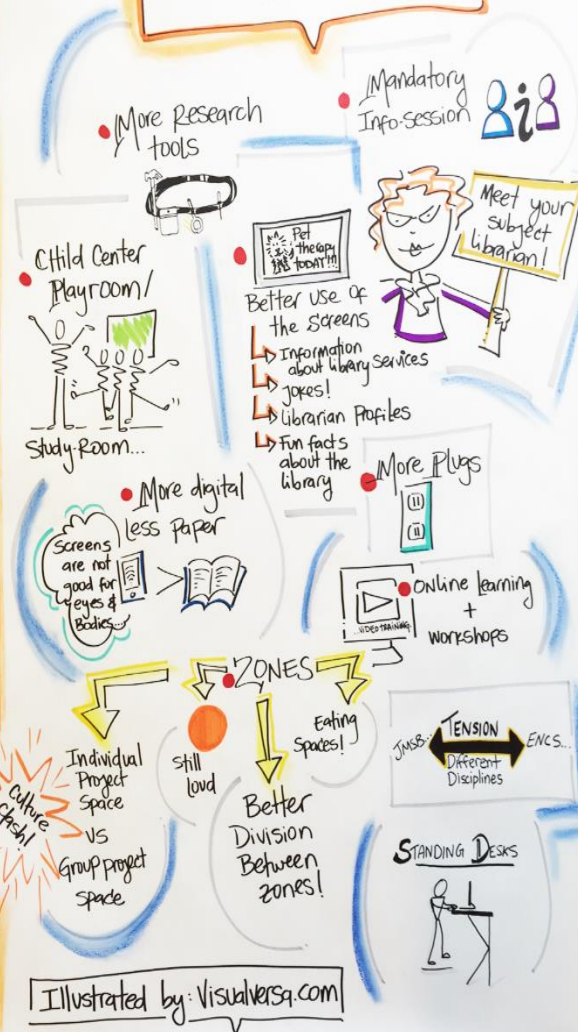 Mandatory
Info-session
i
More Research
tools
Meet your
subject
librarian!
Child Center
Playroom/
Study-Room...
Pet
therapy
TODAY!!!
Better use of
the screens
Information
about library services
Jokes!
Librarian Profiles
Fun facts
about the
library
More Plugs
More digital
less paper
Screens
are not
good for
eyes &
Bodies...
>
Online learning
+
workshops
...VIDEO TRAINING...
ZONES
Individual
Project
Space
VS
Group project
space
Culture
clash!
Still
loud
Better
Division
Between
zones!
Eating
Spaces!
JMSB...
TENSION
ENCS...
Different
Disciplines
STANDING DESKS
Illustrated by: Visualversa.com